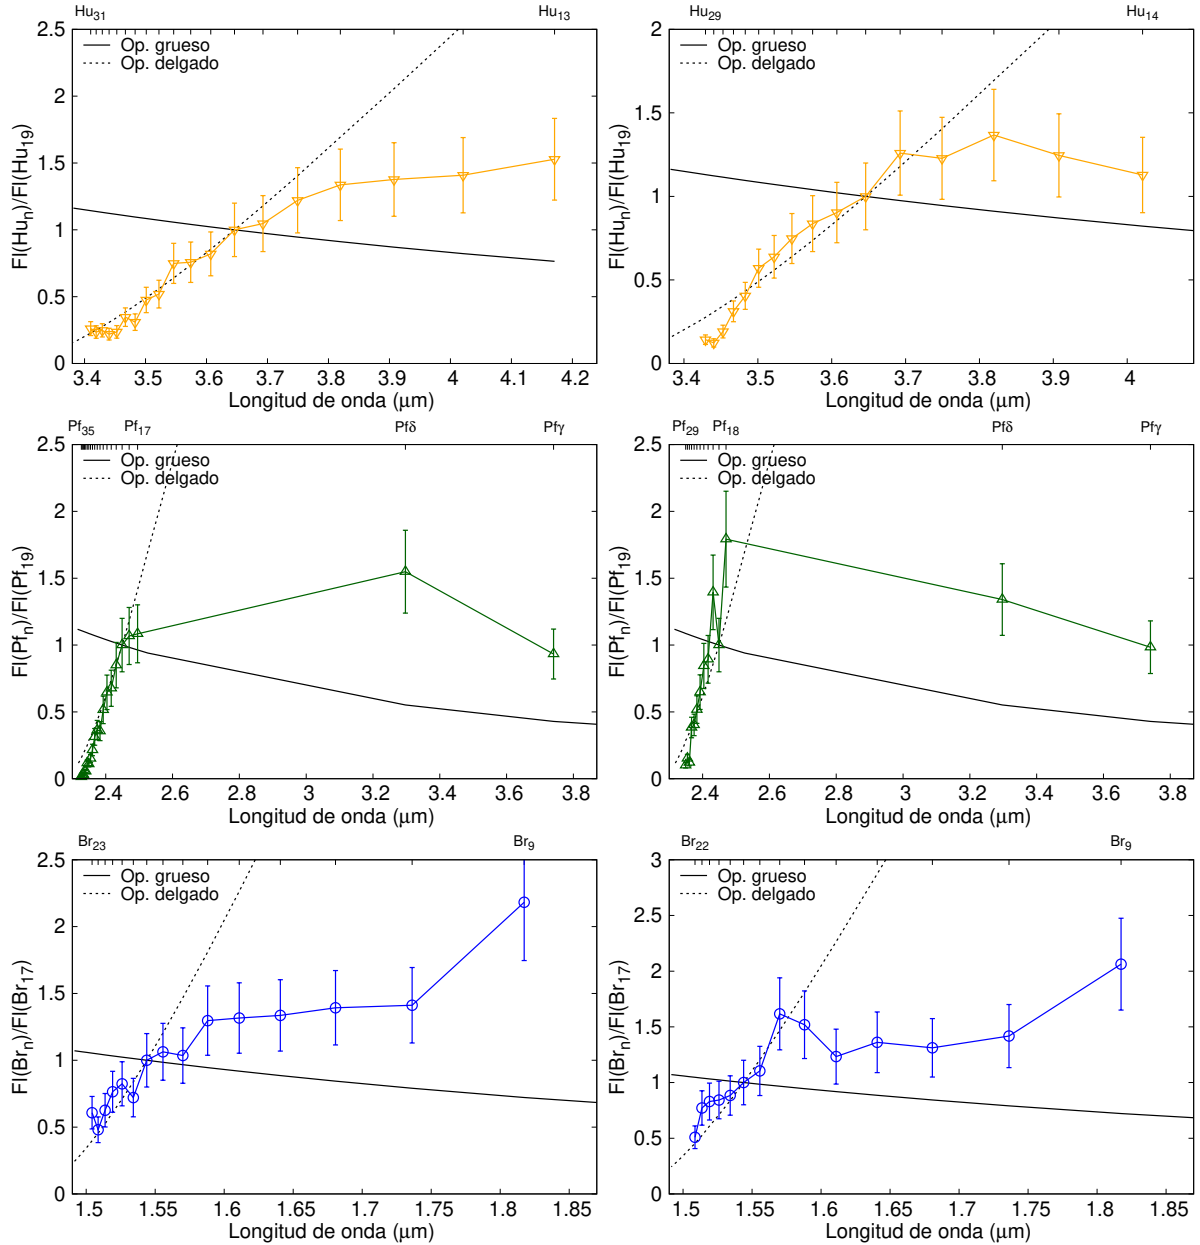 Hu31 Hu13
2.5
2
1.5
1
0.5
0
Fl(Hun)/Fl(Hu19)
Op. grueso
Op. delgado
3.4 3.5 3.6 3.7 3.8 3.9 4 4.1 4.2
Longitud de onda (μm)
Hu29 Hu14
2
1.5
1
0.5
0
Fl(Hun)/Fl(Hu19)
Op. grueso
Op. delgado
3.4 3.5 3.6 3.7 3.8 3.9 4
Longitud de onda (μm)
Pf35 Pf17 Pfδ Pfγ
2.5
2
1.5
1
0.5
0
Fl(Pfn)/Fl(Pf19)
Op. grueso
Op. delgado
2.4 2.6 2.8 3 3.2 3.4 3.6 3.8
Longitud de onda (μm)
Pf29 Pf18 Pfδ Pfγ
2.5
2
1.5
1
0.5
0
Fl(Pfn)/Fl(Pf19)
Op. grueso
Op. delgado
2.4 2.6 2.8 3 3.2 3.4 3.6 3.8
Longitud de onda (μm)
Br23 Br9
2.5
2
1.5
1
0.5
0
Fl(Brn)/Fl(Br17)
Op. grueso
Op. delgado
1.5 1.55 1.6 1.65 1.7 1.75 1.8 1.85
Longitud de onda (μm)
Br22 Br9
3
2.5
2
1.5
1
0.5
0
Fl(Brn)/Fl(Br17)
Op. grueso
Op. delgado
1.5 1.55 1.6 1.65 1.7 1.75 1.8 1.85
Longitud de onda (μm)